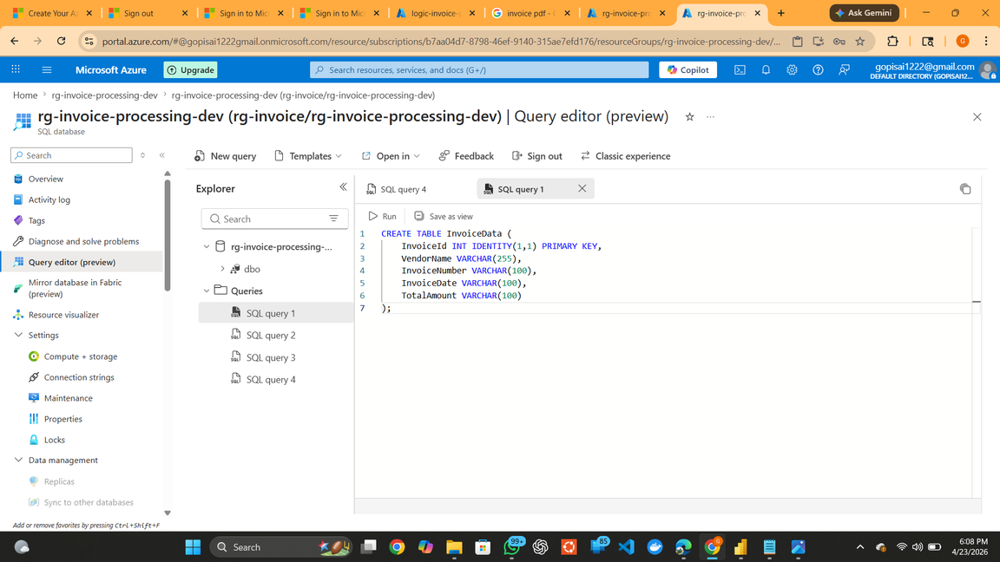 Create Your A
Sign out
Sign in to Mic
Sign in to Mic
logic-invoice-
invoice pdf - G
rg-invoice-pro
rg-invoice-pro
Ask Gemini
portal.azure.com/#@gopisai1222gmail.onmicrosoft.com/resource/subscriptions/b7aa04d7-8798-46ef-9140-315ae7efd176/resourceGroups/rg-invoice-processing-dev/...
G
Microsoft Azure
Upgrade
Search resources, services, and docs (G+/)
Copilot
gopisai1222@gmail.com
DEFAULT DIRECTORY (GOPISAI12...
Home > rg-invoice-processing-dev > rg-invoice-processing-dev (rg-invoice/rg-invoice-processing-dev)
rg-invoice-processing-dev (rg-invoice/rg-invoice-processing-dev) | Query editor (preview)
SQL database
Search
New query
Templates
Open in
Feedback
Sign out
Classic experience
Overview
Activity log
Tags
Diagnose and solve problems
Query editor (preview)
Mirror database in Fabric
(preview)
Resource visualizer
Settings
Compute + storage
Connection strings
Maintenance
Properties
Locks
Data management
Replicas
Sync to other databases
Add or remove favorites by pressing Ctrl+Shift+F
Explorer
Search
rg-invoice-processing-...
dbo
Queries
SQL query 1
SQL query 2
SQL query 3
SQL query 4
SQL query 4
SQL query 1
Run
Save as view
1 CREATE TABLE InvoiceData (
2 InvoiceId INT IDENTITY(1,1) PRIMARY KEY,
3 VendorName VARCHAR(255),
4 InvoiceNumber VARCHAR(100),
5 InvoiceDate VARCHAR(100),
6 TotalAmount VARCHAR(100)
7 );
Search
99+
85
G
6:08 PM
4/23/2026